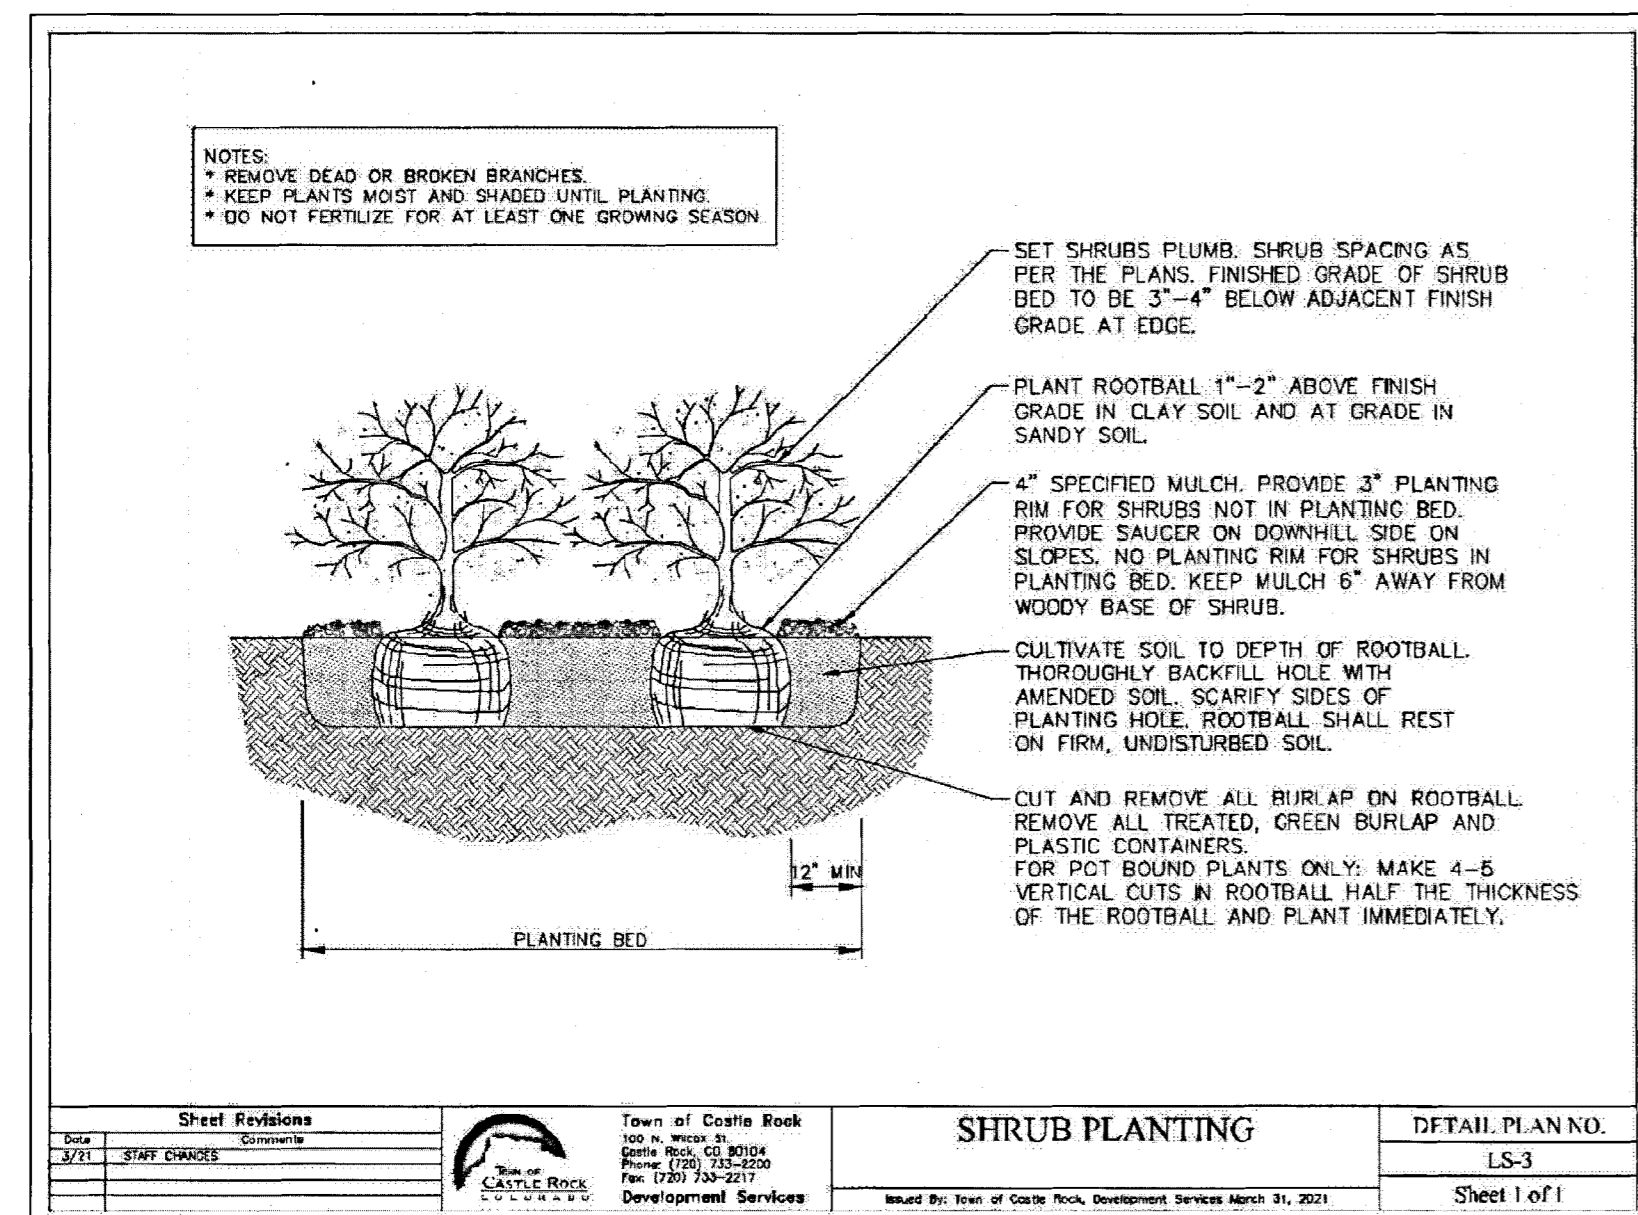 NOTES:
* REMOVE DEAD OR BROKEN BRANCHES.
* KEEP PLANTS MOIST AND SHADED UNTIL PLANTING.
* DO NOT FERTILIZE FOR AT LEAST ONE GROWING SEASON
SET SHRUBS PLUMB. SHRUB SPACING AS
PER THE PLANS. FINISHED GRADE OF SHRUB
BED TO BE 3"-4" BELOW ADJACENT FINISH
GRADE AT EDGE.
PLANT ROOTBALL 1"-2" ABOVE FINISH
GRADE IN CLAY SOIL AND AT GRADE IN
SANDY SOIL.
4" SPECIFIED MULCH. PROVIDE 3" PLANTING
RIM FOR SHRUBS NOT IN PLANTING BED.
PROVIDE SAUCER ON DOWNHILL SIDE ON
SLOPES. NO PLANTING RIM FOR SHRUBS IN
PLANTING BED. KEEP MULCH 6" AWAY FROM
WOODY BASE OF SHRUB.
CULTIVATE SOIL TO DEPTH OF ROOTBALL.
THOROUGHLY BACKFILL HOLE WITH
AMENDED SOIL. SCARIFY SIDES OF
PLANTING HOLE. ROOTBALL SHALL REST
ON FIRM, UNDISTURBED SOIL.
CUT AND REMOVE ALL BURLAP ON ROOTBALL.
REMOVE ALL TREATED, GREEN BURLAP AND
PLASTIC CONTAINERS.
FOR POT BOUND PLANTS ONLY: MAKE 4-5
VERTICAL CUTS IN ROOTBALL HALF THE THICKNESS
OF THE ROOTBALL AND PLANT IMMEDIATELY.
12" MIN
PLANTING BED
Sheet Revisions
Date Comments
3/21 STAFF CHANGES
TOWN OF
CASTLE ROCK
COLORADO
Town of Castle Rock
100 N. Wilcox St.
Castle Rock, CO 80104
Phone: (720) 733-2200
Fax: (720) 733-2217
Development Services
SHRUB PLANTING
Issued By: Town of Castle Rock, Development Services March 31, 2021
DETAIL PLAN NO.
LS-3
Sheet 1 of 1